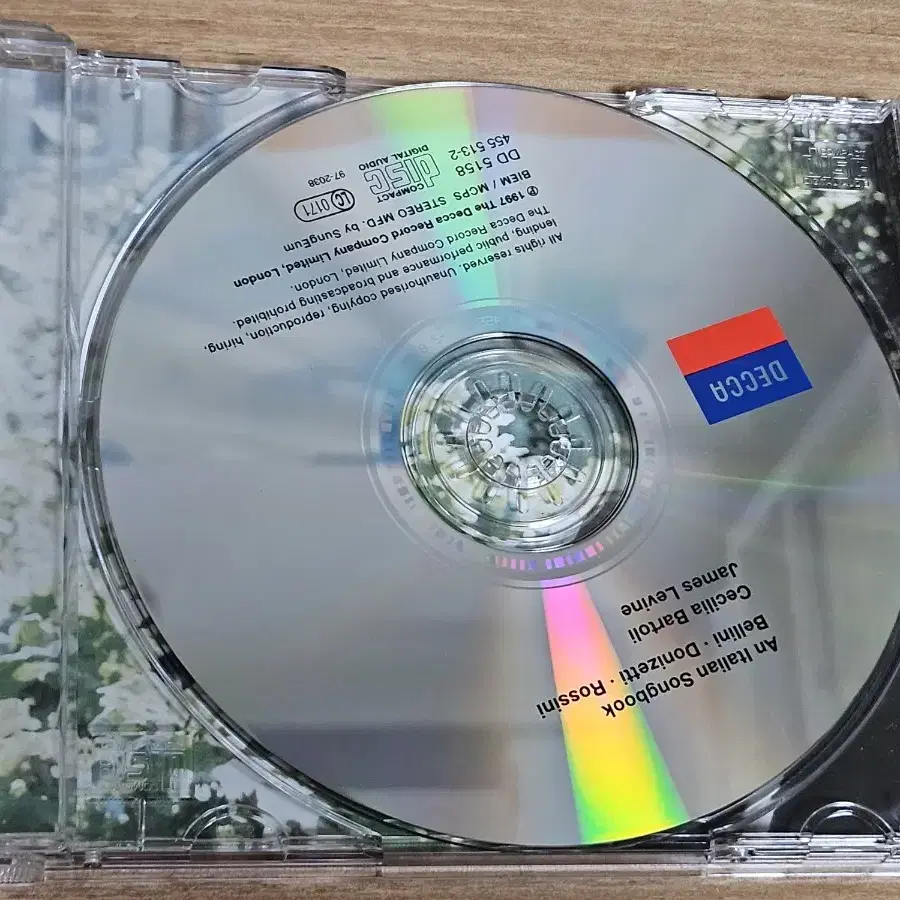 An Italian Songbook
Bellini · Donizetti · Rossini
Cecilia Bartoli
James Levine
DECCA
All rights reserved. Unauthorised copying, reproduction, hiring,
lending, public performance and broadcasting prohibited.
The Decca Record Company Limited, London.
℗ 1997 The Decca Record Company Limited, London
BIEM / MCPS STEREO MFD. by SungEum
DD 5158
455 513-2
COMPACT
disc
DIGITAL AUDIO
LC 0171
97-2038